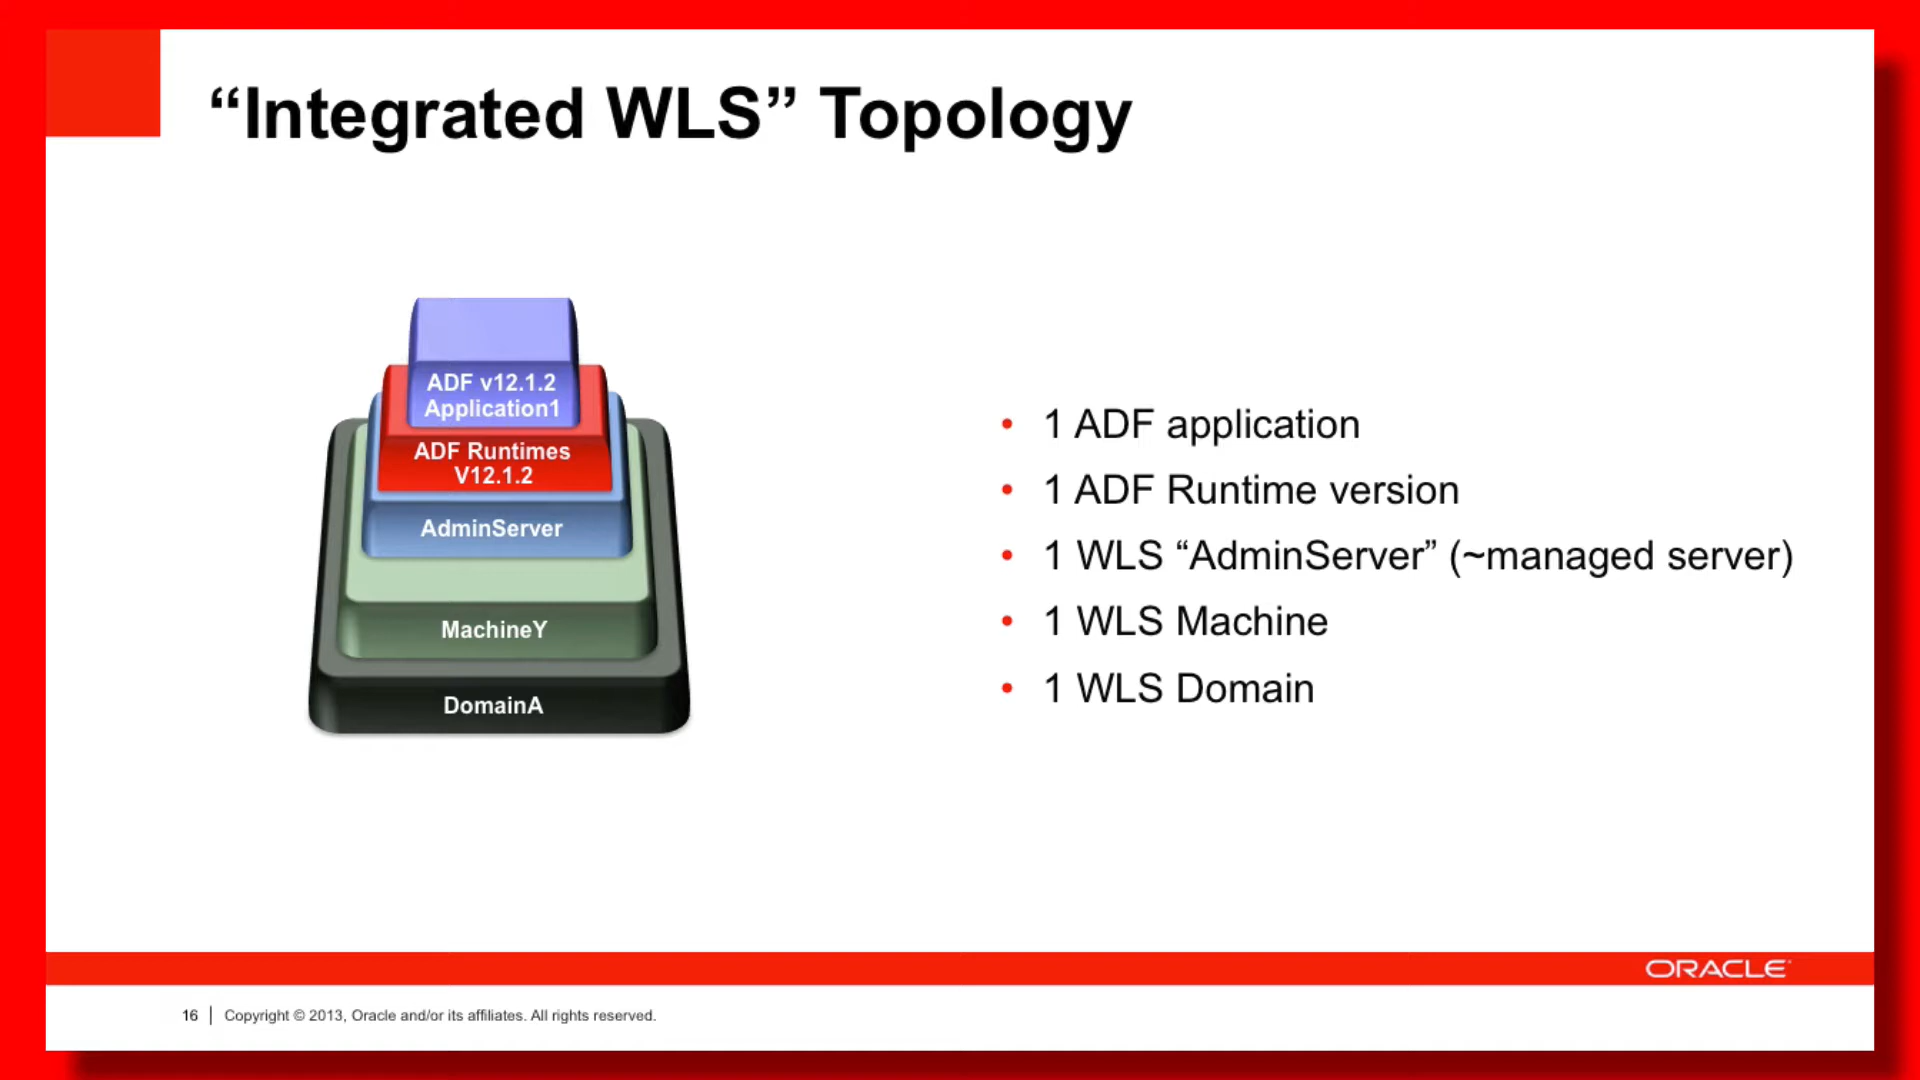 “Integrated WLS” Topology
ADF v12.1.2
Application1
ADF Runtimes
V12.1.2
AdminServer
MachineY
DomainA
• 1 ADF application
• 1 ADF Runtime version
• 1 WLS “AdminServer” (~managed server)
• 1 WLS Machine
• 1 WLS Domain
ORACLE
16 | Copyright © 2013, Oracle and/or its affiliates. All rights reserved.